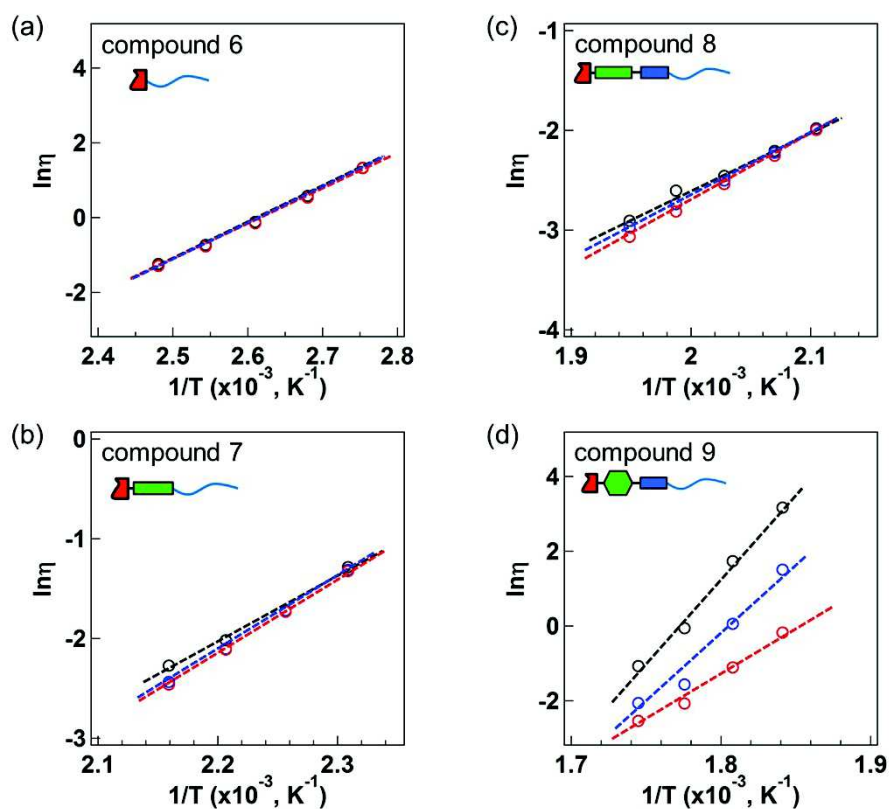 (a)
compound 6
4
2
0
-2
lnη
2.4 2.5 2.6 2.7 2.8
1/T (x10⁻³, K⁻¹)
(b)
compound 7
0
-1
-2
-3
lnη
2.1 2.2 2.3
1/T (x10⁻³, K⁻¹)
(c)
compound 8
-1
-2
-3
-4
lnη
1.9 2 2.1
1/T (x10⁻³, K⁻¹)
(d)
compound 9
4
2
0
-2
lnη
1.7 1.8 1.9
1/T (x10⁻³, K⁻¹)